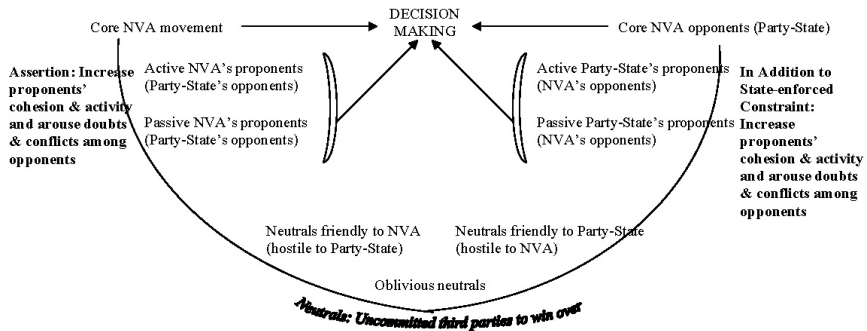 DECISION
MAKING
Core NVA movement
Core NVA opponents (Party-State)
Assertion: Increase
proponents'
cohesion & activity
and arouse doubts
& conflicts among
opponents
Active NVA's proponents
(Party-State's opponents)
Passive NVA's proponents
(Party-State's opponents)
Active Party-State's proponents
(NVA's opponents)
Passive Party-State's proponents
(NVA's opponents)
In Addition to
State-enforced
Constraint:
Increase
proponents'
cohesion & activity
and arouse doubts
& conflicts among
opponents
Neutrals friendly to NVA
(hostile to Party-State)
Neutrals friendly to Party-State
(hostile to NVA)
Oblivious neutrals
Neutrals: Uncommitted third parties to win over